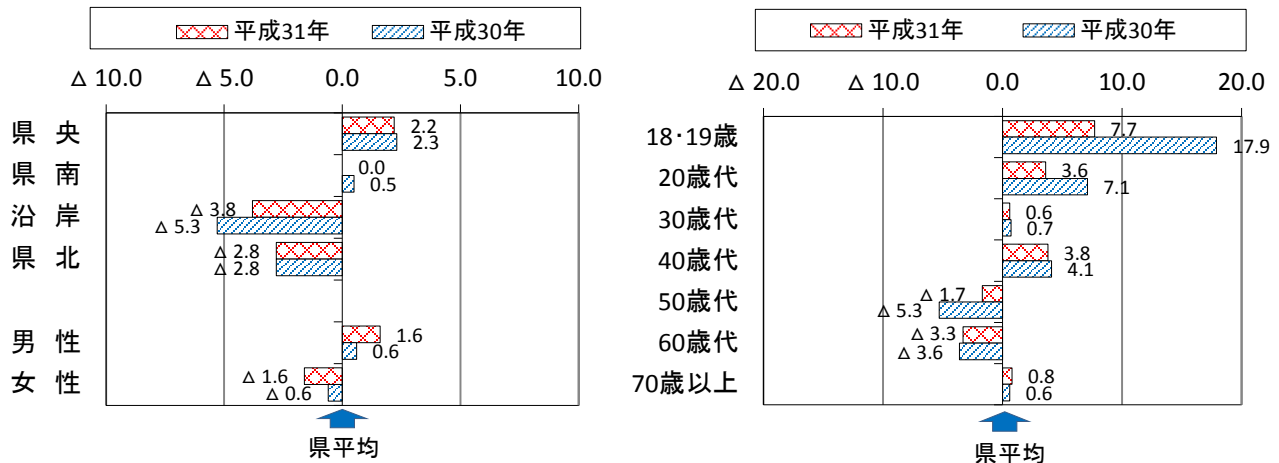 平成31年 平成30年
△ 10.0 △ 5.0 0.0 5.0 10.0
県 央 2.2
2.3
県 南 0.0
0.5
沿 岸 △ 3.8
△ 5.3
県 北 △ 2.8
△ 2.8
男 性 1.6
0.6
女 性 △ 1.6
△ 0.6
県平均
平成31年 平成30年
△ 20.0 △ 10.0 0.0 10.0 20.0
18・19歳 7.7
17.9
20歳代 3.6
7.1
30歳代 0.6
0.7
40歳代 3.8
4.1
50歳代 △ 1.7
△ 5.3
60歳代 △ 3.3
△ 3.6
70歳以上 0.8
0.6
県平均